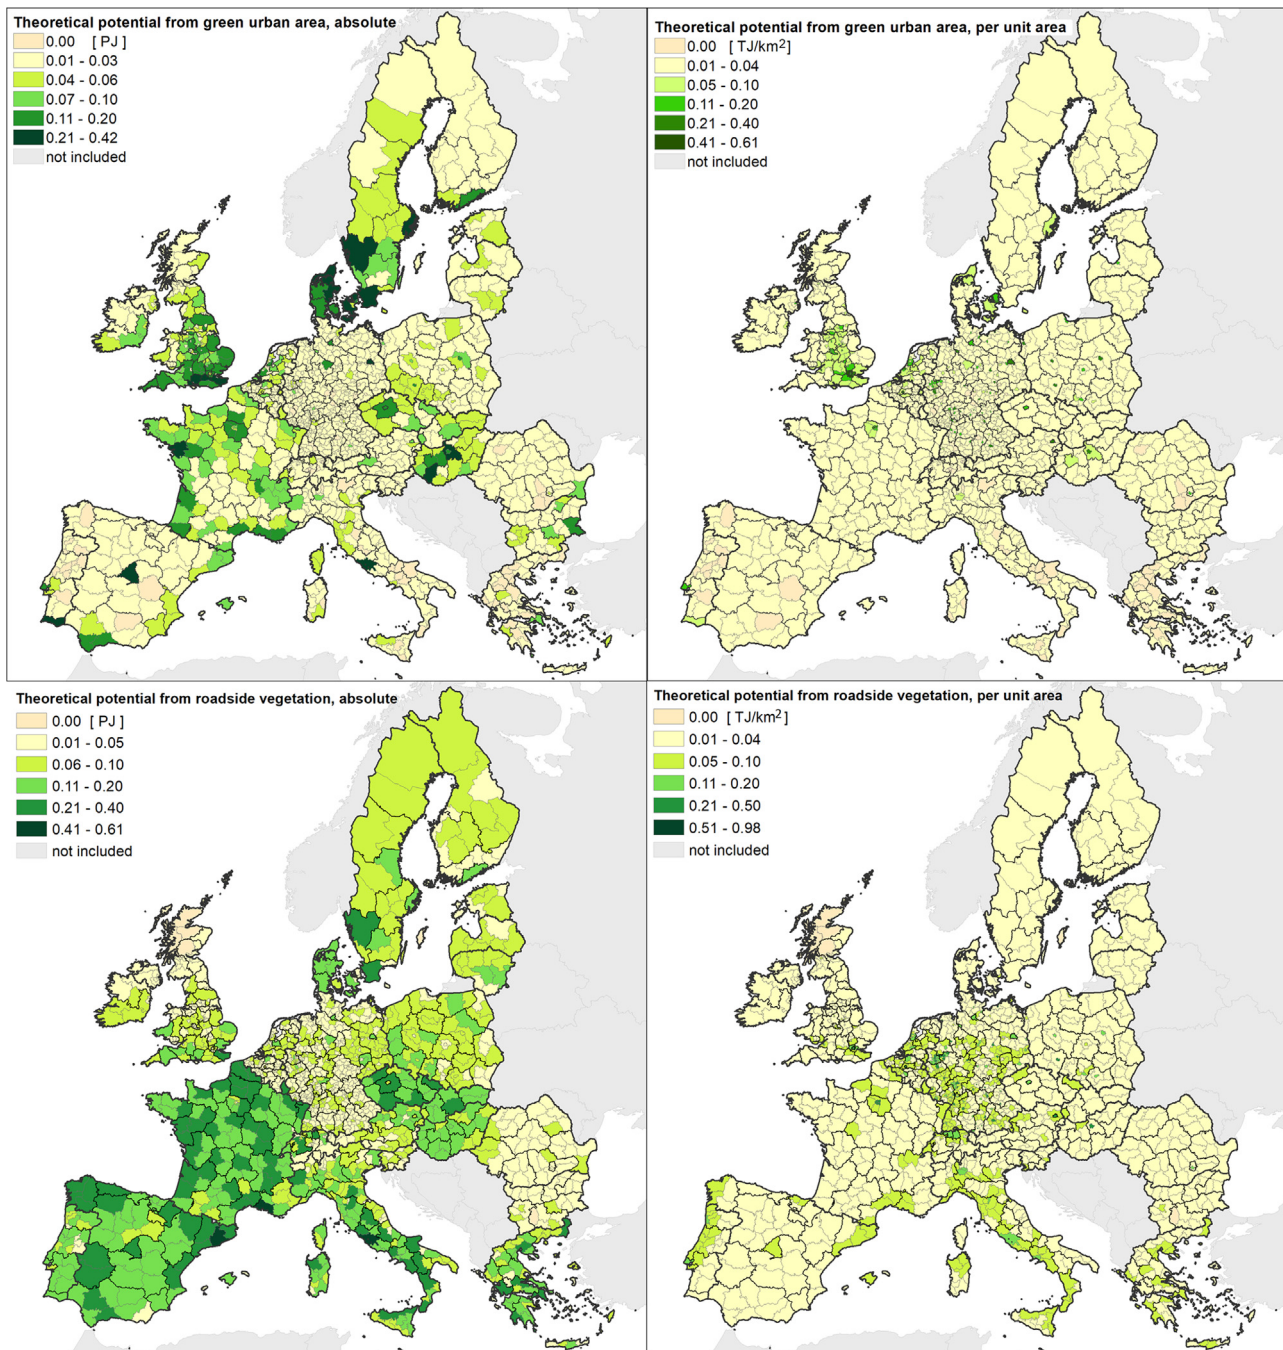 Theoretical potential from green urban area, absolute
0.00 [ PJ ]
0.01 - 0.03
0.04 - 0.06
0.07 - 0.10
0.11 - 0.20
0.21 - 0.42
not included
Theoretical potential from green urban area, per unit area
0.00 [ TJ/km²]
0.01 - 0.04
0.05 - 0.10
0.11 - 0.20
0.21 - 0.40
0.41 - 0.61
not included
Theoretical potential from roadside vegetation, absolute
0.00 [ PJ ]
0.01 - 0.05
0.06 - 0.10
0.11 - 0.20
0.21 - 0.40
0.41 - 0.61
not included
Theoretical potential from roadside vegetation, per unit area
0.00 [ TJ/km²]
0.01 - 0.04
0.05 - 0.10
0.11 - 0.20
0.21 - 0.50
0.51 - 0.98
not included